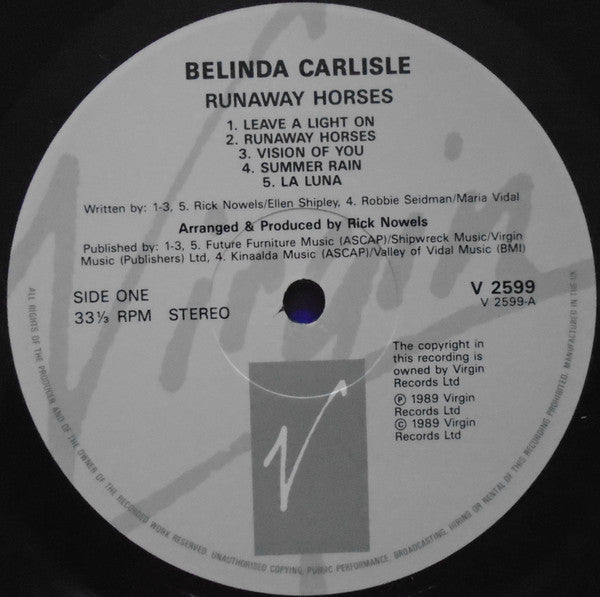 BELINDA CARLISLE
RUNAWAY HORSES
1. LEAVE A LIGHT ON
2. RUNAWAY HORSES
3. VISION OF YOU
4. SUMMER RAIN
5. LA LUNA
Written by: 1-3, 5. Rick Nowels/Ellen Shipley, 4. Robbie Seidman/Maria Vidal
Arranged & Produced by Rick Nowels
Published by: 1-3, 5. Future Furniture Music (ASCAP)/Shipwreck Music/Virgin
Music (Publishers) Ltd, 4. Kinaalda Music (ASCAP)/Valley of Vidal Music (BMI)
SIDE ONE
33⅓ RPM STEREO
V 2599
V 2599-A
The copyright in
this recording is
owned by Virgin
Records Ltd
℗ 1989 Virgin
Records Ltd
© 1989 Virgin
Records Ltd
Virgin
V
ALL RIGHTS OF THE PRODUCER AND OF THE OWNER OF THE RECORDED WORK RESERVED. UNAUTHORISED COPYING, PUBLIC PERFORMANCE, BROADCASTING, HIRING OR RENTAL OF THIS RECORDING PROHIBITED. MANUFACTURED IN THE UK